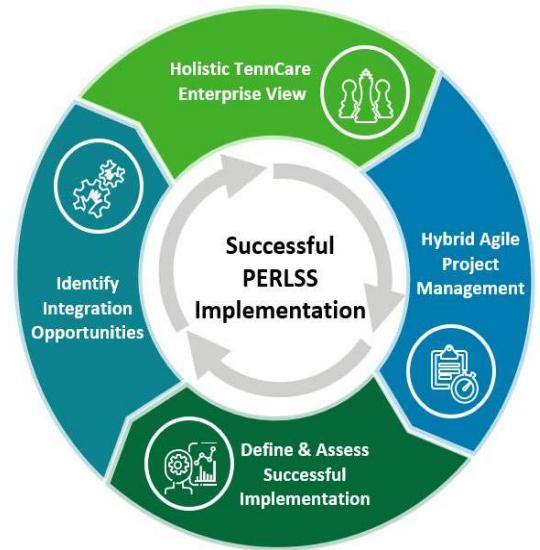 Holistic TennCare
Enterprise View
Hybrid Agile
Project
Management
Define & Assess
Successful
Implementation
Identify
Integration
Opportunities
Successful
PERLSS
Implementation